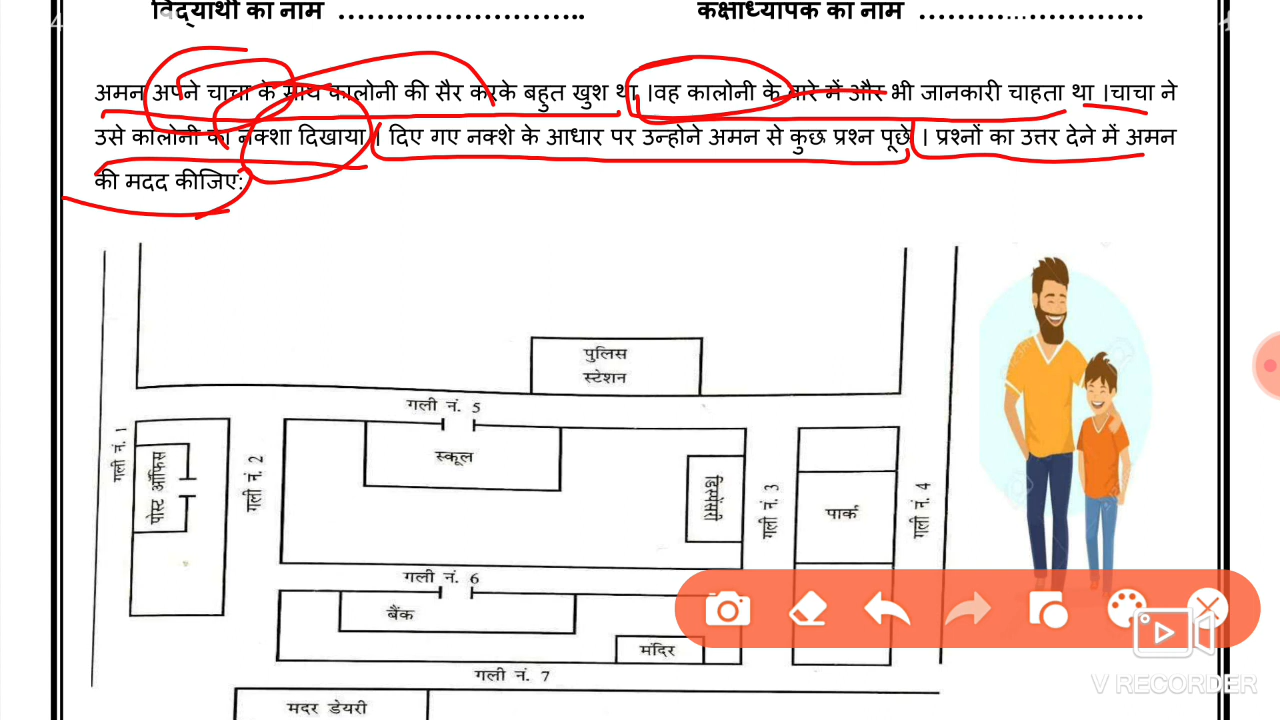 विद्यार्थी का नाम ........................... कक्षाध्यापक का नाम ...........................
अमन अपने चाचा के साथ कालोनी की सैर करके बहुत खुश था ।वह कालोनी के बारे में और भी जानकारी चाहता था ।चाचा ने
उसे कालोनी का नक्शा दिखाया । दिए गए नक्शे के आधार पर उन्होने अमन से कुछ प्रश्न पूछे । प्रश्नों का उत्तर देने में अमन
की मदद कीजिए:
पुलिस
स्टेशन
गली नं. 5
गली नं. 1
पोस्ट ऑफिस
गली नं. 2
स्कूल
डिस्पेंसरी
गली नं. 3
पार्क
गली नं. 4
गली नं. 6
बैंक
मंदिर
गली नं. 7
मदर डेयरी
V RECORDER